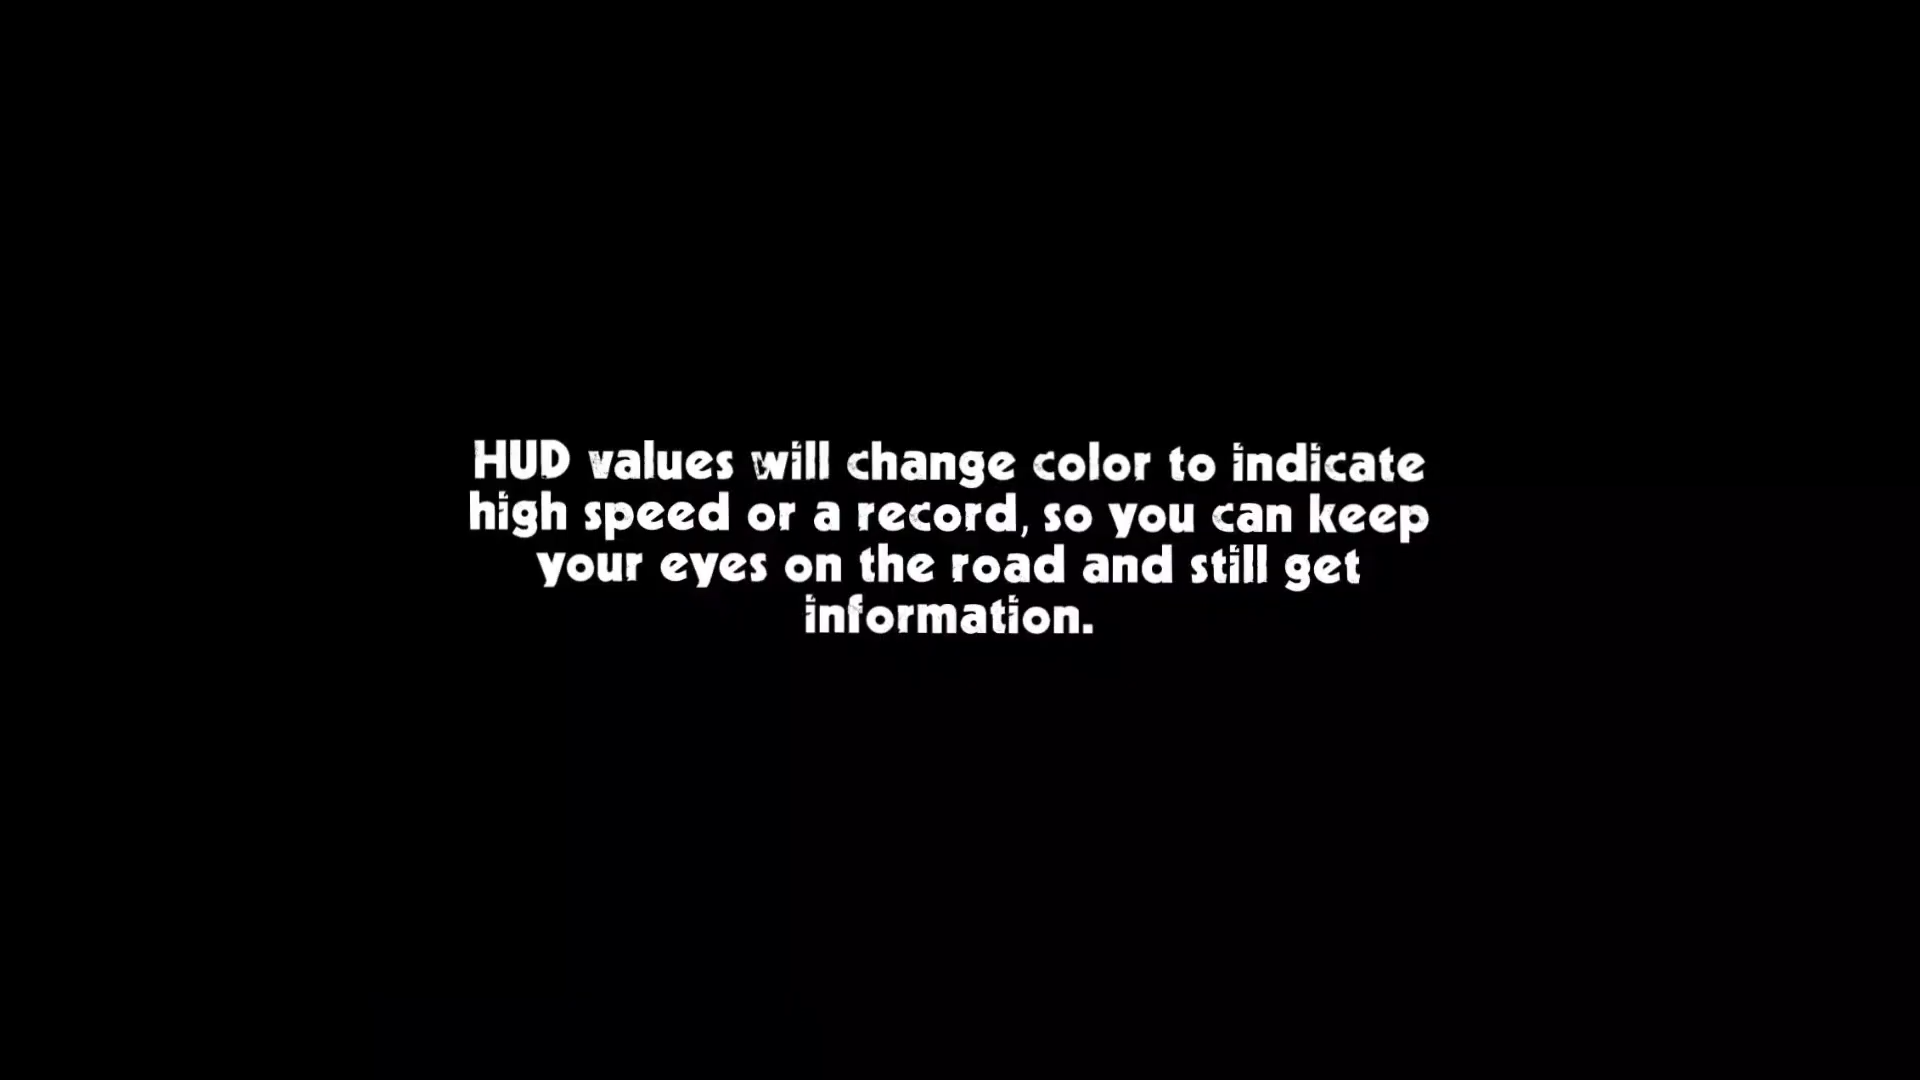 HUD values will change color to indicate
high speed or a record, so you can keep
your eyes on the road and still get
information.